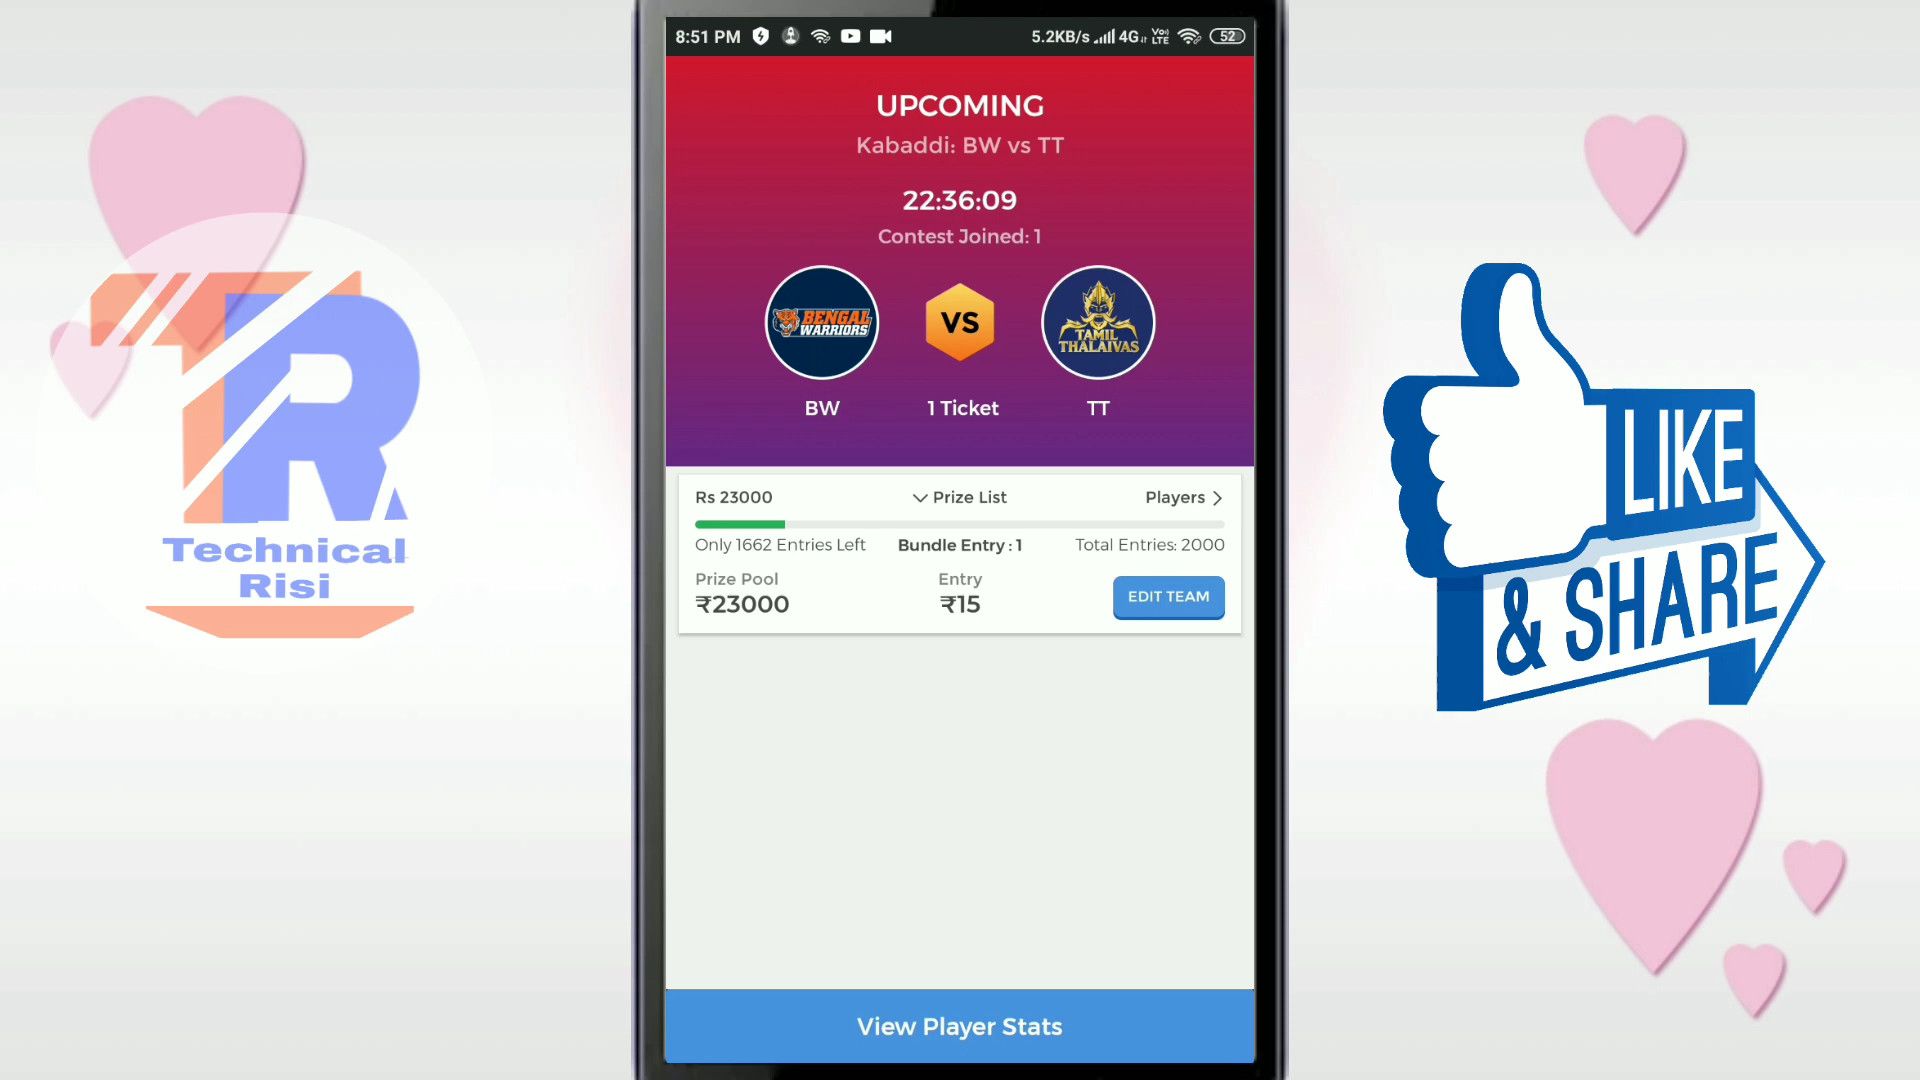 8:51 PM
5.2KB/s 4G VoLTE 52
UPCOMING
Kabaddi: BW vs TT
22:36:09
Contest Joined: 1
BENGAL
WARRIORS
VS
TAMIL
THALAIVAS
BW
1 Ticket
TT
Rs 23000
Prize List
Players
Only 1662 Entries Left
Bundle Entry : 1
Total Entries: 2000
Prize Pool
Entry
₹23000
₹15
EDIT TEAM
View Player Stats
TR
Technical
Risi
LIKE
& SHARE